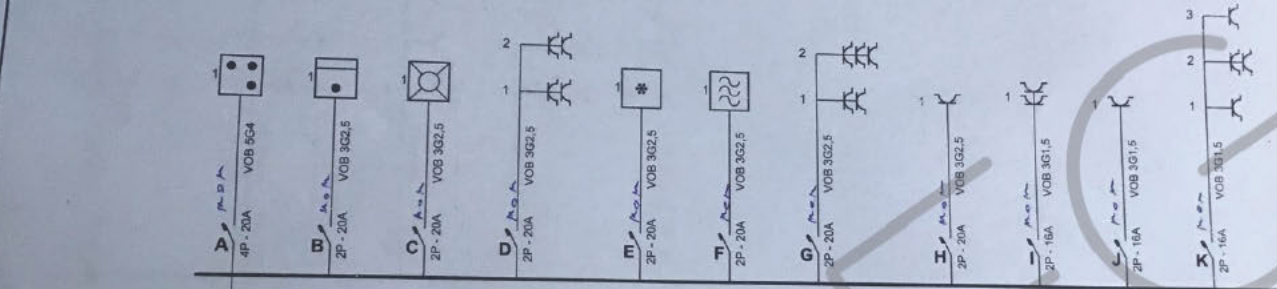 1
VOB 5G4
A
4P - 20A
1
VOB 3G2,5
B
2P - 20A
1
VOB 3G2,5
C
2P - 20A
2
1
VOB 3G2,5
D
2P - 20A
1
*
VOB 3G2,5
E
2P - 20A
1
VOB 3G2,5
F
2P - 20A
2
1
VOB 3G2,5
G
2P - 20A
1
VOB 3G2,5
H
2P - 20A
1
VOB 3G1,5
I
2P - 16A
1
VOB 3G1,5
J
2P - 16A
3
2
1
VOB 3G1,5
K
2P - 16A